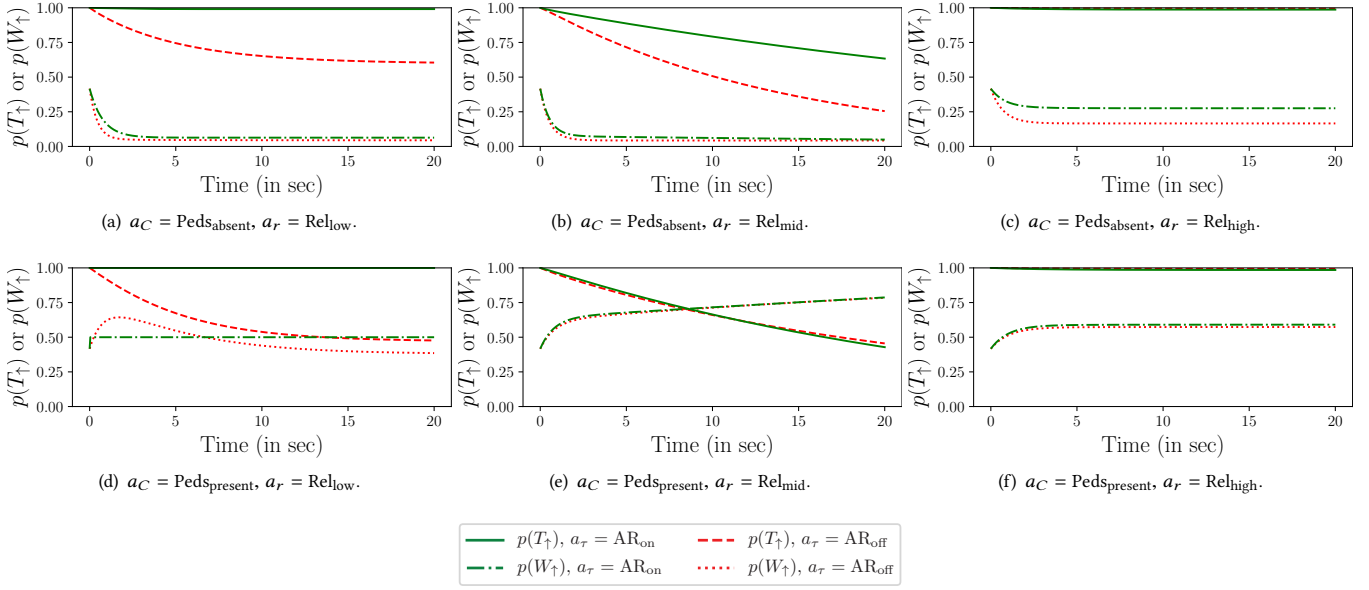 1.00
0.75
0.50
0.25
0.00
p(T↑) or p(W↑)
0 5 10 15 20
Time (in sec)
(a) a_C = Peds_absent, a_r = Rel_low.
1.00
0.75
0.50
0.25
0.00
p(T↑) or p(W↑)
0 5 10 15 20
Time (in sec)
(b) a_C = Peds_absent, a_r = Rel_mid.
1.00
0.75
0.50
0.25
0.00
p(T↑) or p(W↑)
0 5 10 15 20
Time (in sec)
(c) a_C = Peds_absent, a_r = Rel_high.
1.00
0.75
0.50
0.25
0.00
p(T↑) or p(W↑)
0 5 10 15 20
Time (in sec)
(d) a_C = Peds_present, a_r = Rel_low.
1.00
0.75
0.50
0.25
0.00
p(T↑) or p(W↑)
0 5 10 15 20
Time (in sec)
(e) a_C = Peds_present, a_r = Rel_mid.
1.00
0.75
0.50
0.25
0.00
p(T↑) or p(W↑)
0 5 10 15 20
Time (in sec)
(f) a_C = Peds_present, a_r = Rel_high.
p(T↑), a_τ = AR_on
p(W↑), a_τ = AR_on
p(T↑), a_τ = AR_off
p(W↑), a_τ = AR_off